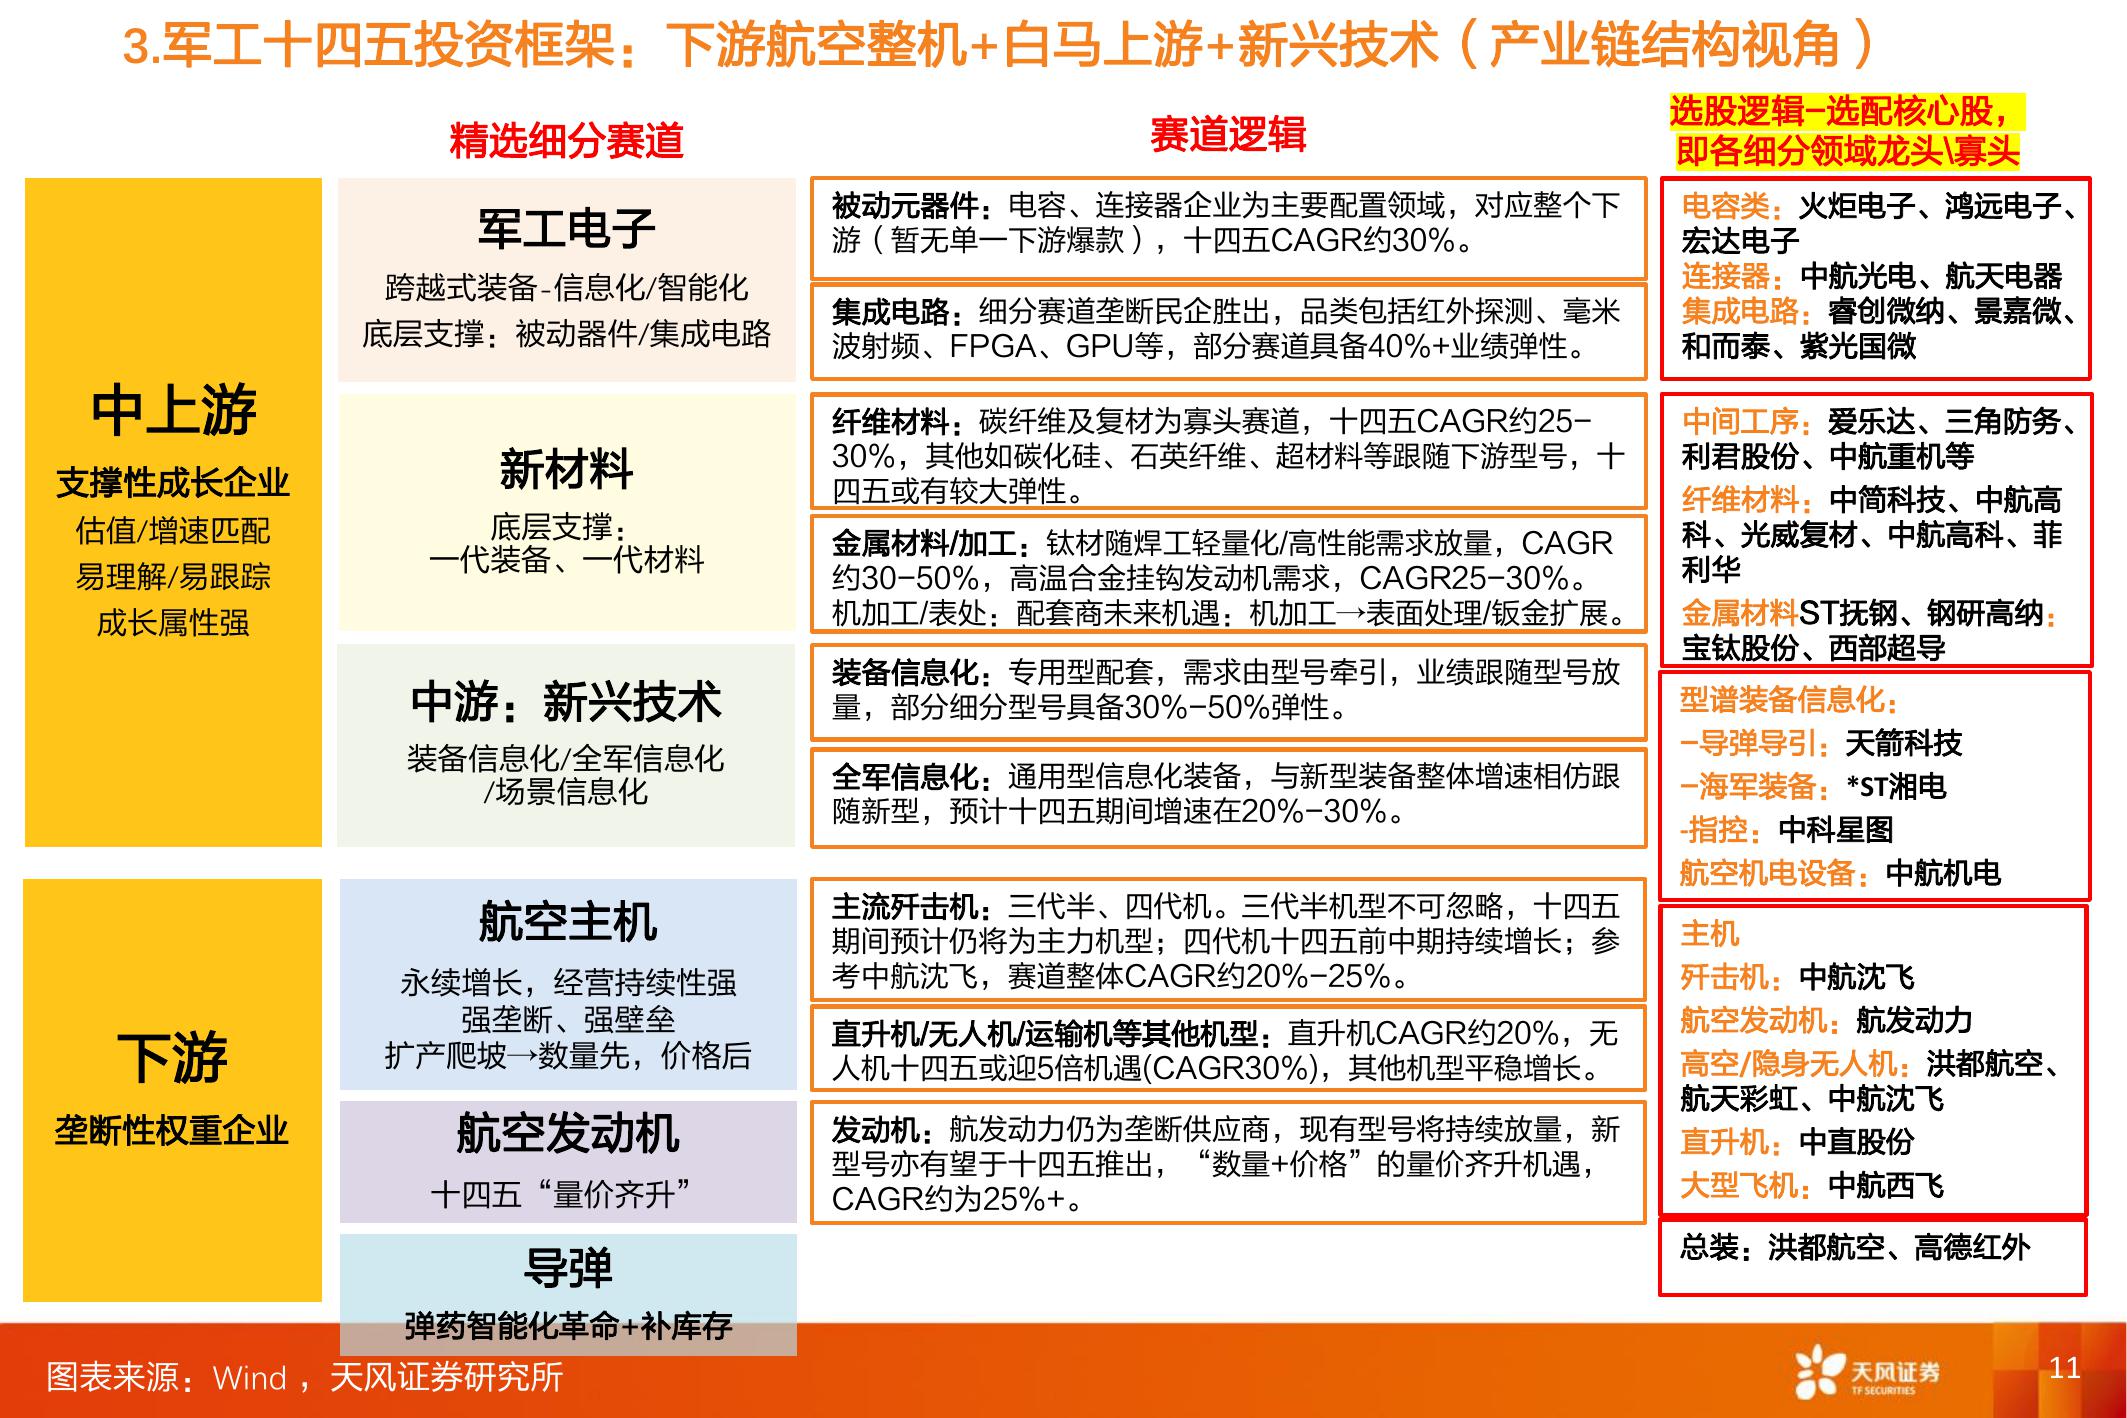 3.军工十四五投资框架：下游航空整机+白马上游+新兴技术（产业链结构视角）
精选细分赛道
赛道逻辑
选股逻辑–选配核心股，
即各细分领域龙头\寡头
中上游
支撑性成长企业
估值/增速匹配
易理解/易跟踪
成长属性强
军工电子
跨越式装备-信息化/智能化
底层支撑：被动器件/集成电路
被动元器件：电容、连接器企业为主要配置领域，对应整个下
游（暂无单一下游爆款），十四五CAGR约30%。
集成电路：细分赛道垄断民企胜出，品类包括红外探测、毫米
波射频、FPGA、GPU等，部分赛道具备40%+业绩弹性。
电容类：火炬电子、鸿远电子、
宏达电子
连接器：中航光电、航天电器
集成电路：睿创微纳、景嘉微、
和而泰、紫光国微
新材料
底层支撑：
一代装备、一代材料
纤维材料：碳纤维及复材为寡头赛道，十四五CAGR约25–
30%，其他如碳化硅、石英纤维、超材料等跟随下游型号，十
四五或有较大弹性。
金属材料/加工：钛材随焊工轻量化/高性能需求放量，CAGR
约30–50%，高温合金挂钩发动机需求，CAGR25–30%。
机加工/表处：配套商未来机遇：机加工→表面处理/钣金扩展。
中间工序：爱乐达、三角防务、
利君股份、中航重机等
纤维材料：中简科技、中航高
科、光威复材、中航高科、菲
利华
金属材料ST抚钢、钢研高纳：
宝钛股份、西部超导
中游：新兴技术
装备信息化/全军信息化
/场景信息化
装备信息化：专用型配套，需求由型号牵引，业绩跟随型号放
量，部分细分型号具备30%–50%弹性。
全军信息化：通用型信息化装备，与新型装备整体增速相仿跟
随新型，预计十四五期间增速在20%–30%。
型谱装备信息化：
–导弹导引：天箭科技
–海军装备：*ST湘电
-指控：中科星图
航空机电设备：中航机电
下游
垄断性权重企业
航空主机
永续增长，经营持续性强
强垄断、强壁垒
扩产爬坡→数量先，价格后
主流歼击机：三代半、四代机。三代半机型不可忽略，十四五
期间预计仍将为主力机型；四代机十四五前中期持续增长；参
考中航沈飞，赛道整体CAGR约20%–25%。
直升机/无人机/运输机等其他机型：直升机CAGR约20%，无
人机十四五或迎5倍机遇(CAGR30%)，其他机型平稳增长。
航空发动机
十四五“量价齐升”
发动机：航发动力仍为垄断供应商，现有型号将持续放量，新
型号亦有望于十四五推出，“数量+价格”的量价齐升机遇，
CAGR约为25%+。
主机
歼击机：中航沈飞
航空发动机：航发动力
高空/隐身无人机：洪都航空、
航天彩虹、中航沈飞
直升机：中直股份
大型飞机：中航西飞
导弹
弹药智能化革命+补库存
总装：洪都航空、高德红外
图表来源：Wind ，天风证券研究所
天风证券
TF SECURITIES
11